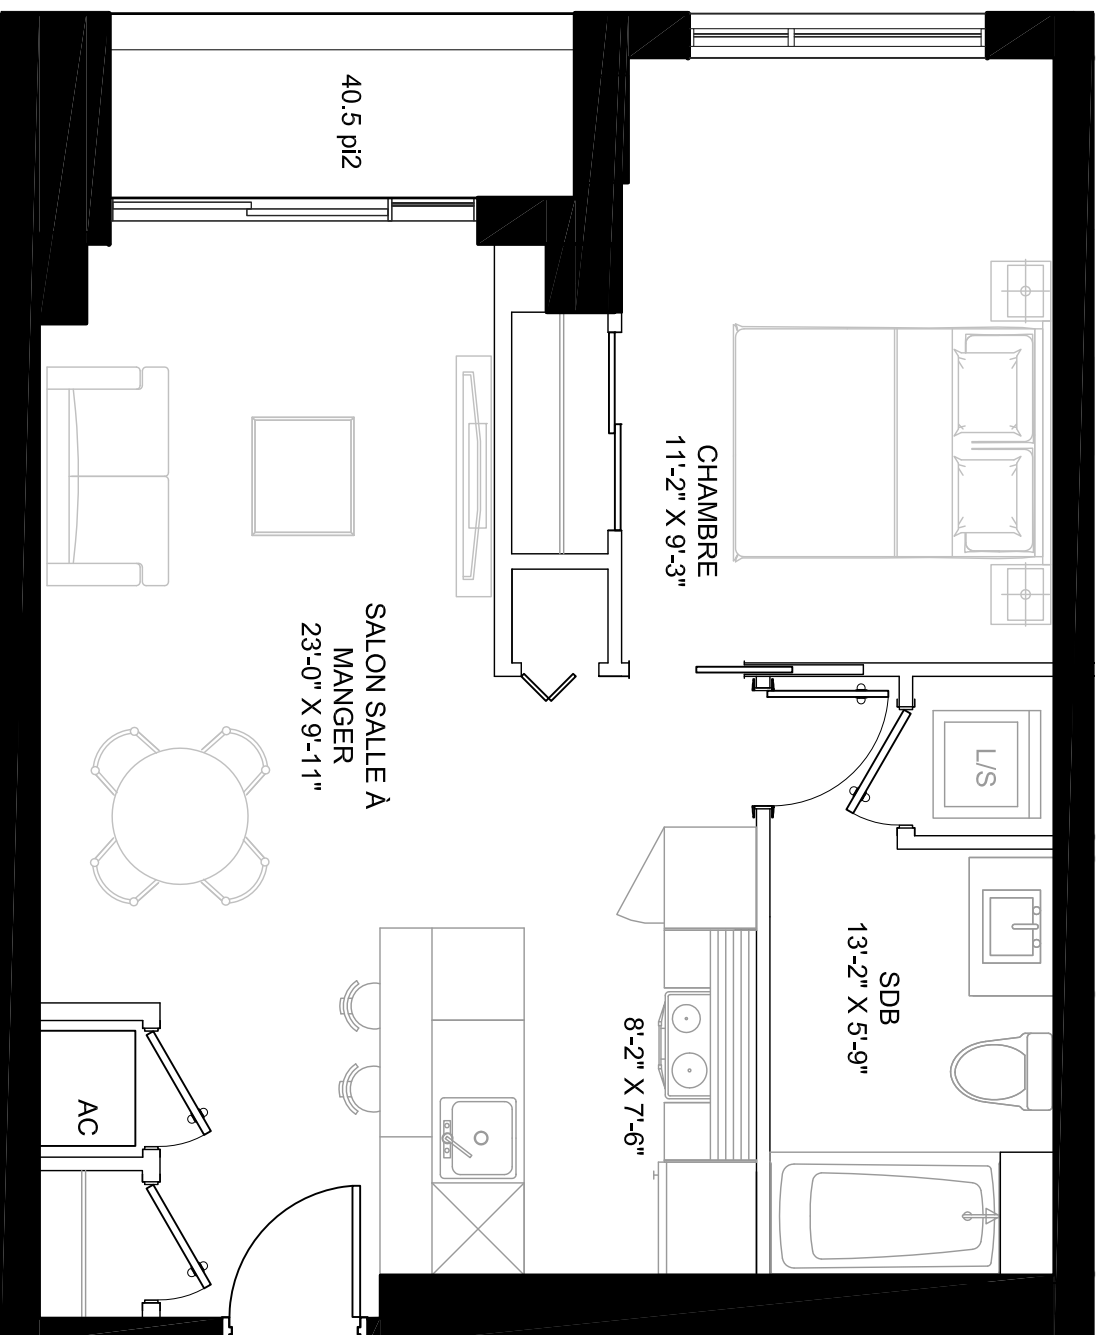 40.5 pi2
CHAMBRE
11'-2" X 9'-3"
SALON SALLE À
MANGER
23'-0" X 9'-11"
L/S
SDB
13'-2" X 5'-9"
8'-2" X 7'-6"
AC